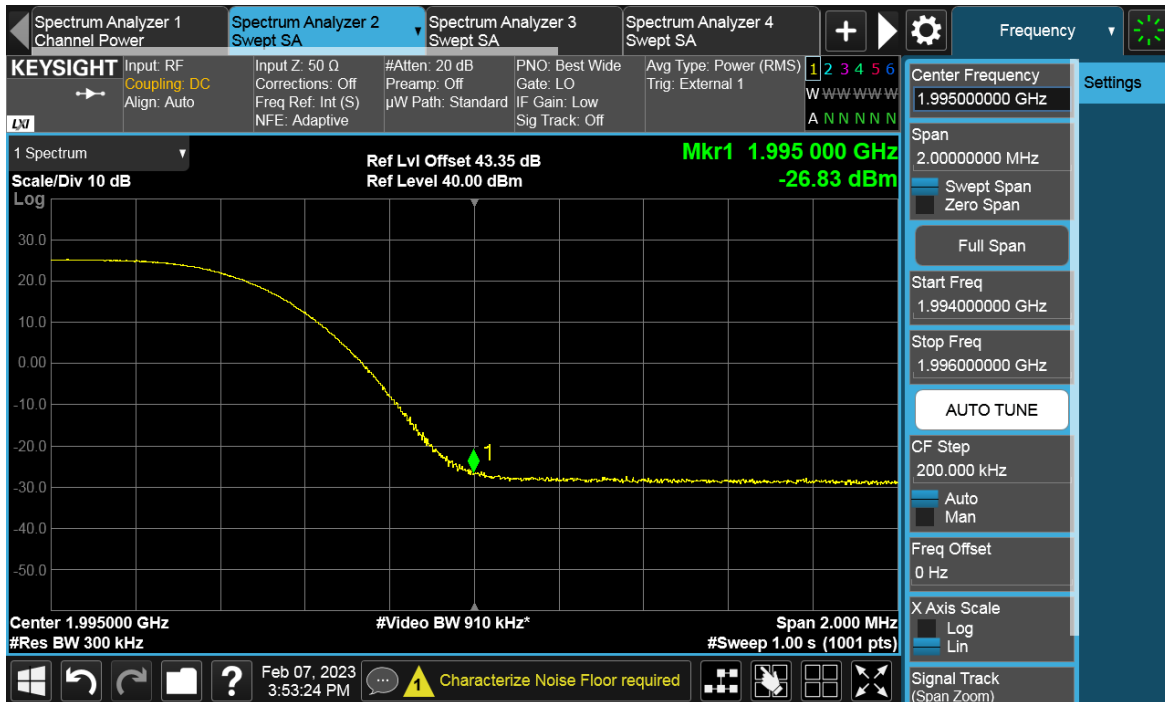 Spectrum Analyzer 1
Channel Power
Spectrum Analyzer 2
Swept SA
Spectrum Analyzer 3
Swept SA
Spectrum Analyzer 4
Swept SA
+
Frequency
KEYSIGHT
LXI
Input: RF
Coupling: DC
Align: Auto
Input Z: 50 Ω
Corrections: Off
Freq Ref: Int (S)
NFE: Adaptive
#Atten: 20 dB
Preamp: Off
µW Path: Standard
PNO: Best Wide
Gate: LO
IF Gain: Low
Sig Track: Off
Avg Type: Power (RMS)
Trig: External 1
1 2 3 4 5 6
W W W W W W
A N N N N N
1 Spectrum
Scale/Div 10 dB
Log
Ref Lvl Offset 43.35 dB
Ref Level 40.00 dBm
Mkr1 1.995 000 GHz
-26.83 dBm
30.0
20.0
10.0
0.00
-10.0
-20.0
-30.0
-40.0
-50.0
1
Center 1.995000 GHz
#Res BW 300 kHz
#Video BW 910 kHz*
Span 2.000 MHz
#Sweep 1.00 s (1001 pts)
Center Frequency
1.995000000 GHz
Span
2.00000000 MHz
Swept Span
Zero Span
Full Span
Start Freq
1.994000000 GHz
Stop Freq
1.996000000 GHz
AUTO TUNE
CF Step
200.000 kHz
Auto
Man
Freq Offset
0 Hz
X Axis Scale
Log
Lin
Signal Track
(Span Zoom)
Settings
?
Feb 07, 2023
3:53:24 PM
1
Characterize Noise Floor required